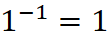 1⁻¹ = 1